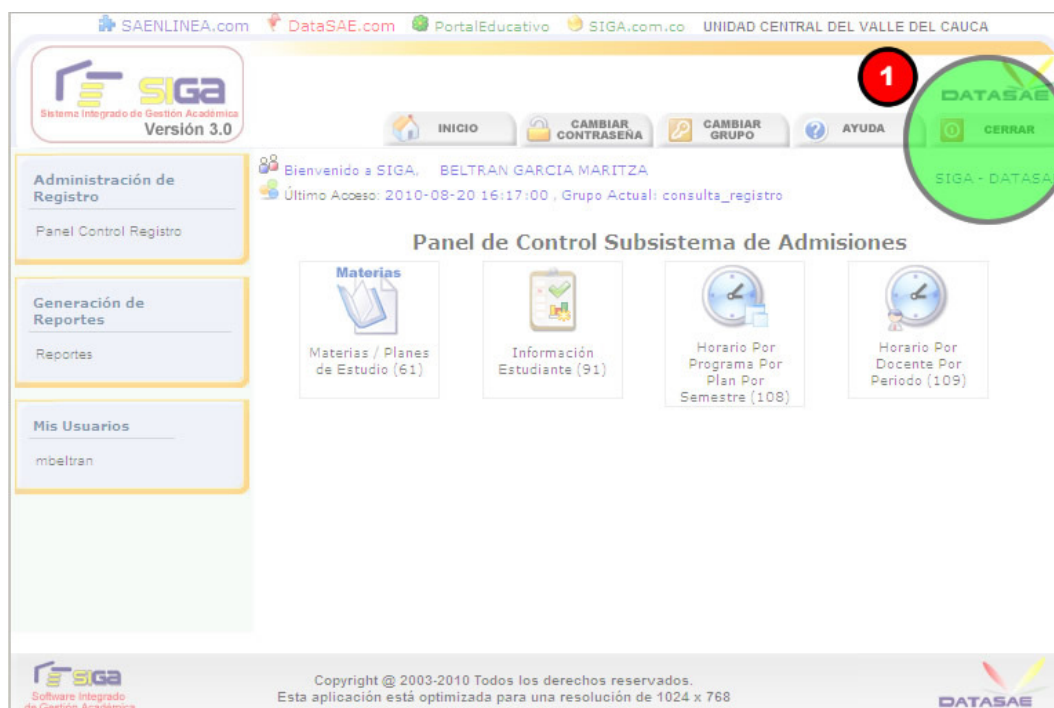 SAENLINEA.com DataSAE.com PortalEducativo SIGA.com.co UNIDAD CENTRAL DEL VALLE DEL CAUCA
SIGa
Sistema Integrado de Gestión Académica
Versión 3.0
1
DATASAE
INICIO
CAMBIAR CONTRASEÑA
CAMBIAR GRUPO
AYUDA
CERRAR
Bienvenido a SIGA, BELTRAN GARCIA MARITZA
SIGA - DATASA
Último Acceso: 2010-08-20 16:17:00 , Grupo Actual: consulta_registro
Administración de
Registro
Panel Control Registro
Generación de
Reportes
Reportes
Mis Usuarios
mbeltran
Panel de Control Subsistema de Admisiones
Materias
Materias / Planes
de Estudio (61)
Información
Estudiante (91)
Horario Por
Programa Por
Plan Por
Semestre (108)
Horario Por
Docente Por
Periodo (109)
SIGa
Software Integrado
de Gestión Académica
Copyright @ 2003-2010 Todos los derechos reservados.
Esta aplicación está optimizada para una resolución de 1024 x 768
DATASAE